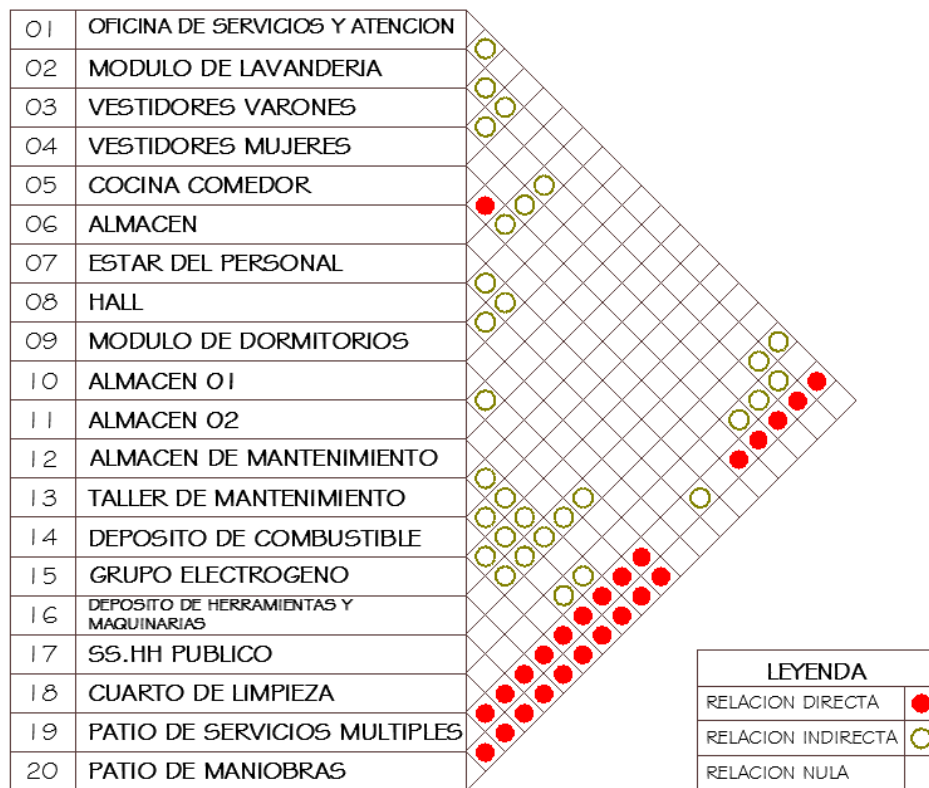 01 OFICINA DE SERVICIOS Y ATENCION
02 MODULO DE LAVANDERIA
03 VESTIDORES VARONES
04 VESTIDORES MUJERES
05 COCINA COMEDOR
06 ALMACEN
07 ESTAR DEL PERSONAL
08 HALL
09 MODULO DE DORMITORIOS
10 ALMACEN 01
11 ALMACEN 02
12 ALMACEN DE MANTENIMIENTO
13 TALLER DE MANTENIMIENTO
14 DEPOSITO DE COMBUSTIBLE
15 GRUPO ELECTROGENO
16 DEPOSITO DE HERRAMIENTAS Y
MAQUINARIAS
17 SS.HH PUBLICO
18 CUARTO DE LIMPIEZA
19 PATIO DE SERVICIOS MULTIPLES
20 PATIO DE MANIOBRAS
LEYENDA
RELACION DIRECTA
RELACION INDIRECTA
RELACION NULA